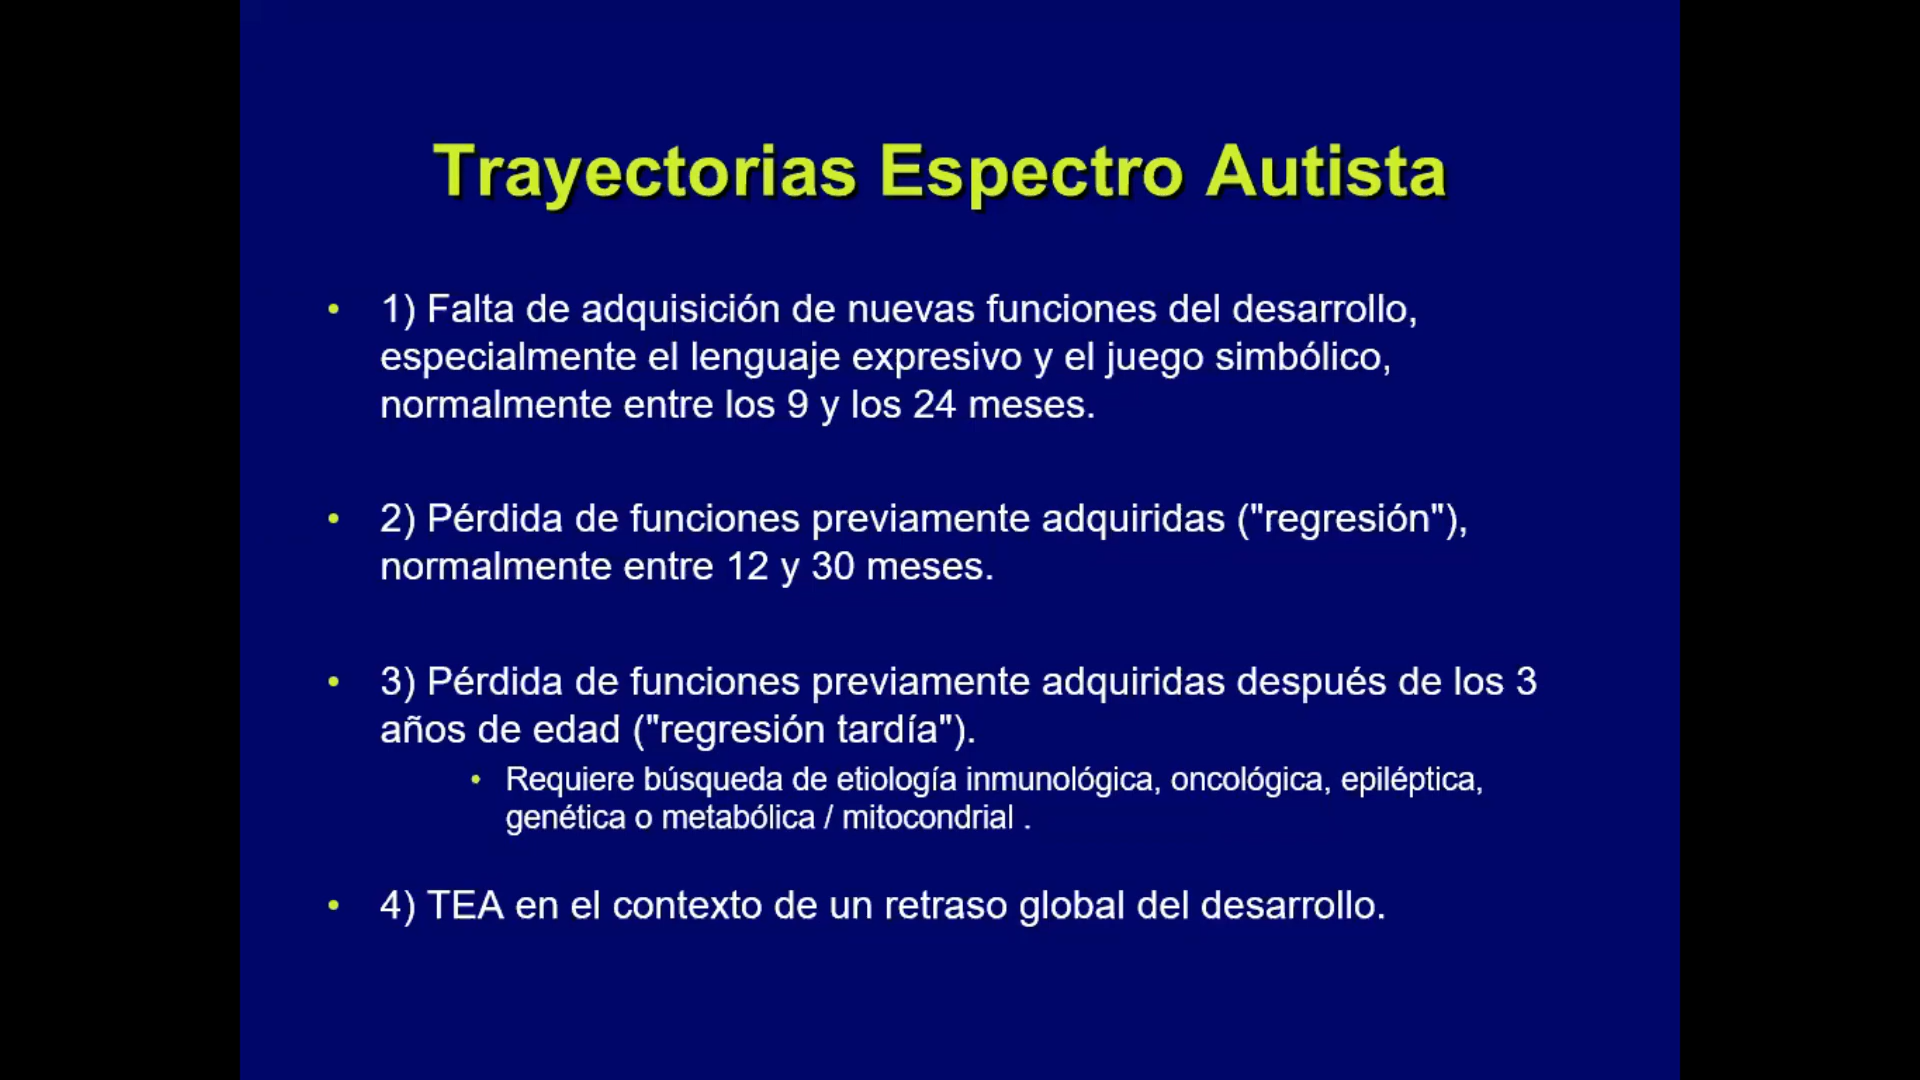 Trayectorias Espectro Autista
• 1) Falta de adquisición de nuevas funciones del desarrollo,
especialmente el lenguaje expresivo y el juego simbólico,
normalmente entre los 9 y los 24 meses.
• 2) Pérdida de funciones previamente adquiridas ("regresión"),
normalmente entre 12 y 30 meses.
• 3) Pérdida de funciones previamente adquiridas después de los 3
años de edad ("regresión tardía").
• Requiere búsqueda de etiología inmunológica, oncológica, epiléptica,
genética o metabólica / mitocondrial .
• 4) TEA en el contexto de un retraso global del desarrollo.